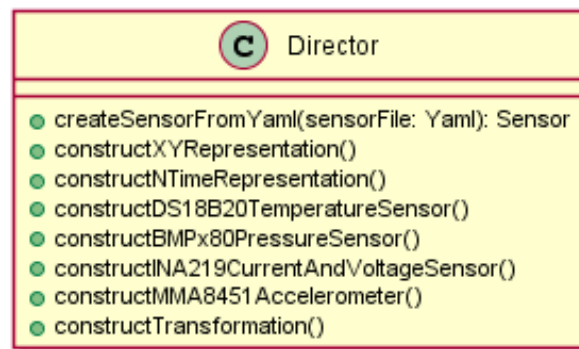 C Director
createSensorFromYaml(sensorFile: Yaml): Sensor
constructXYRepresentation()
constructNTimeRepresentation()
constructDS18B20TemperatureSensor()
constructBMPx80PressureSensor()
constructINA219CurrentAndVoltageSensor()
constructMMA8451Accelerometer()
constructTransformation()